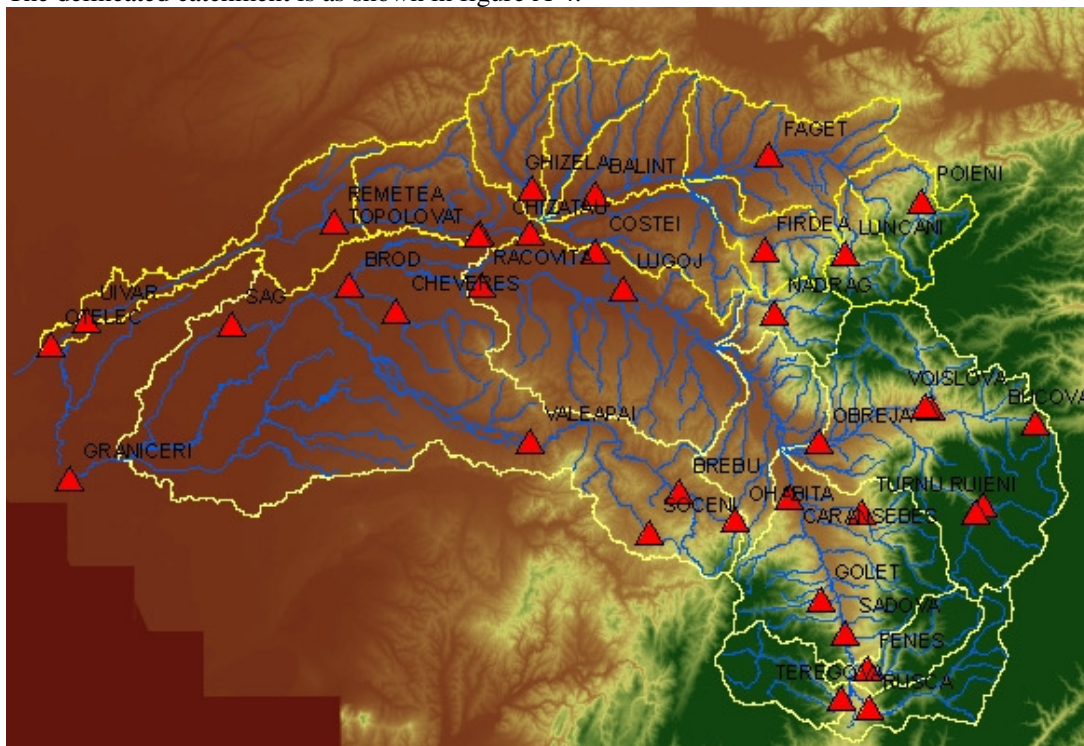 The delineated catchment is as shown in figure A-4.
FAGET
GHIZELA
BALINT
POIENI
REMETEA
TOPOLOVAT
CHIZATAU
COSTEI
FIRDEA
LUNCANI
BROD
RACOVITA
LUGOJ
CHEVERES
NADRAG
UIVAR
SAG
OTELEC
VOISLOVA
BUCOVA
VALEAPAI
OBREJA
GRANICERI
BREBU
SOCENI
OHABITA
TURNU RUIENI
CARANSEBES
GOLET
SADOVA
FENES
TEREGOVA
RUSCA